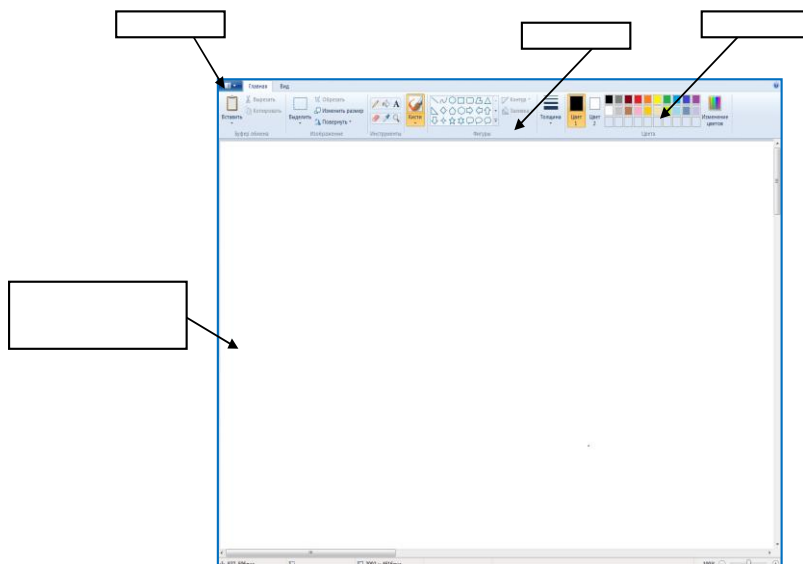 Главная Вид
Вставить
Вырезать
Копировать
Буфер обмена
Выделить
Обрезать
Изменить размер
Повернуть
Изображение
A
Инструменты
Кисти
Контур
Заливка
Фигуры
Толщина
Цвет 1
Цвет 2
Изменение цветов
Цвета
100%